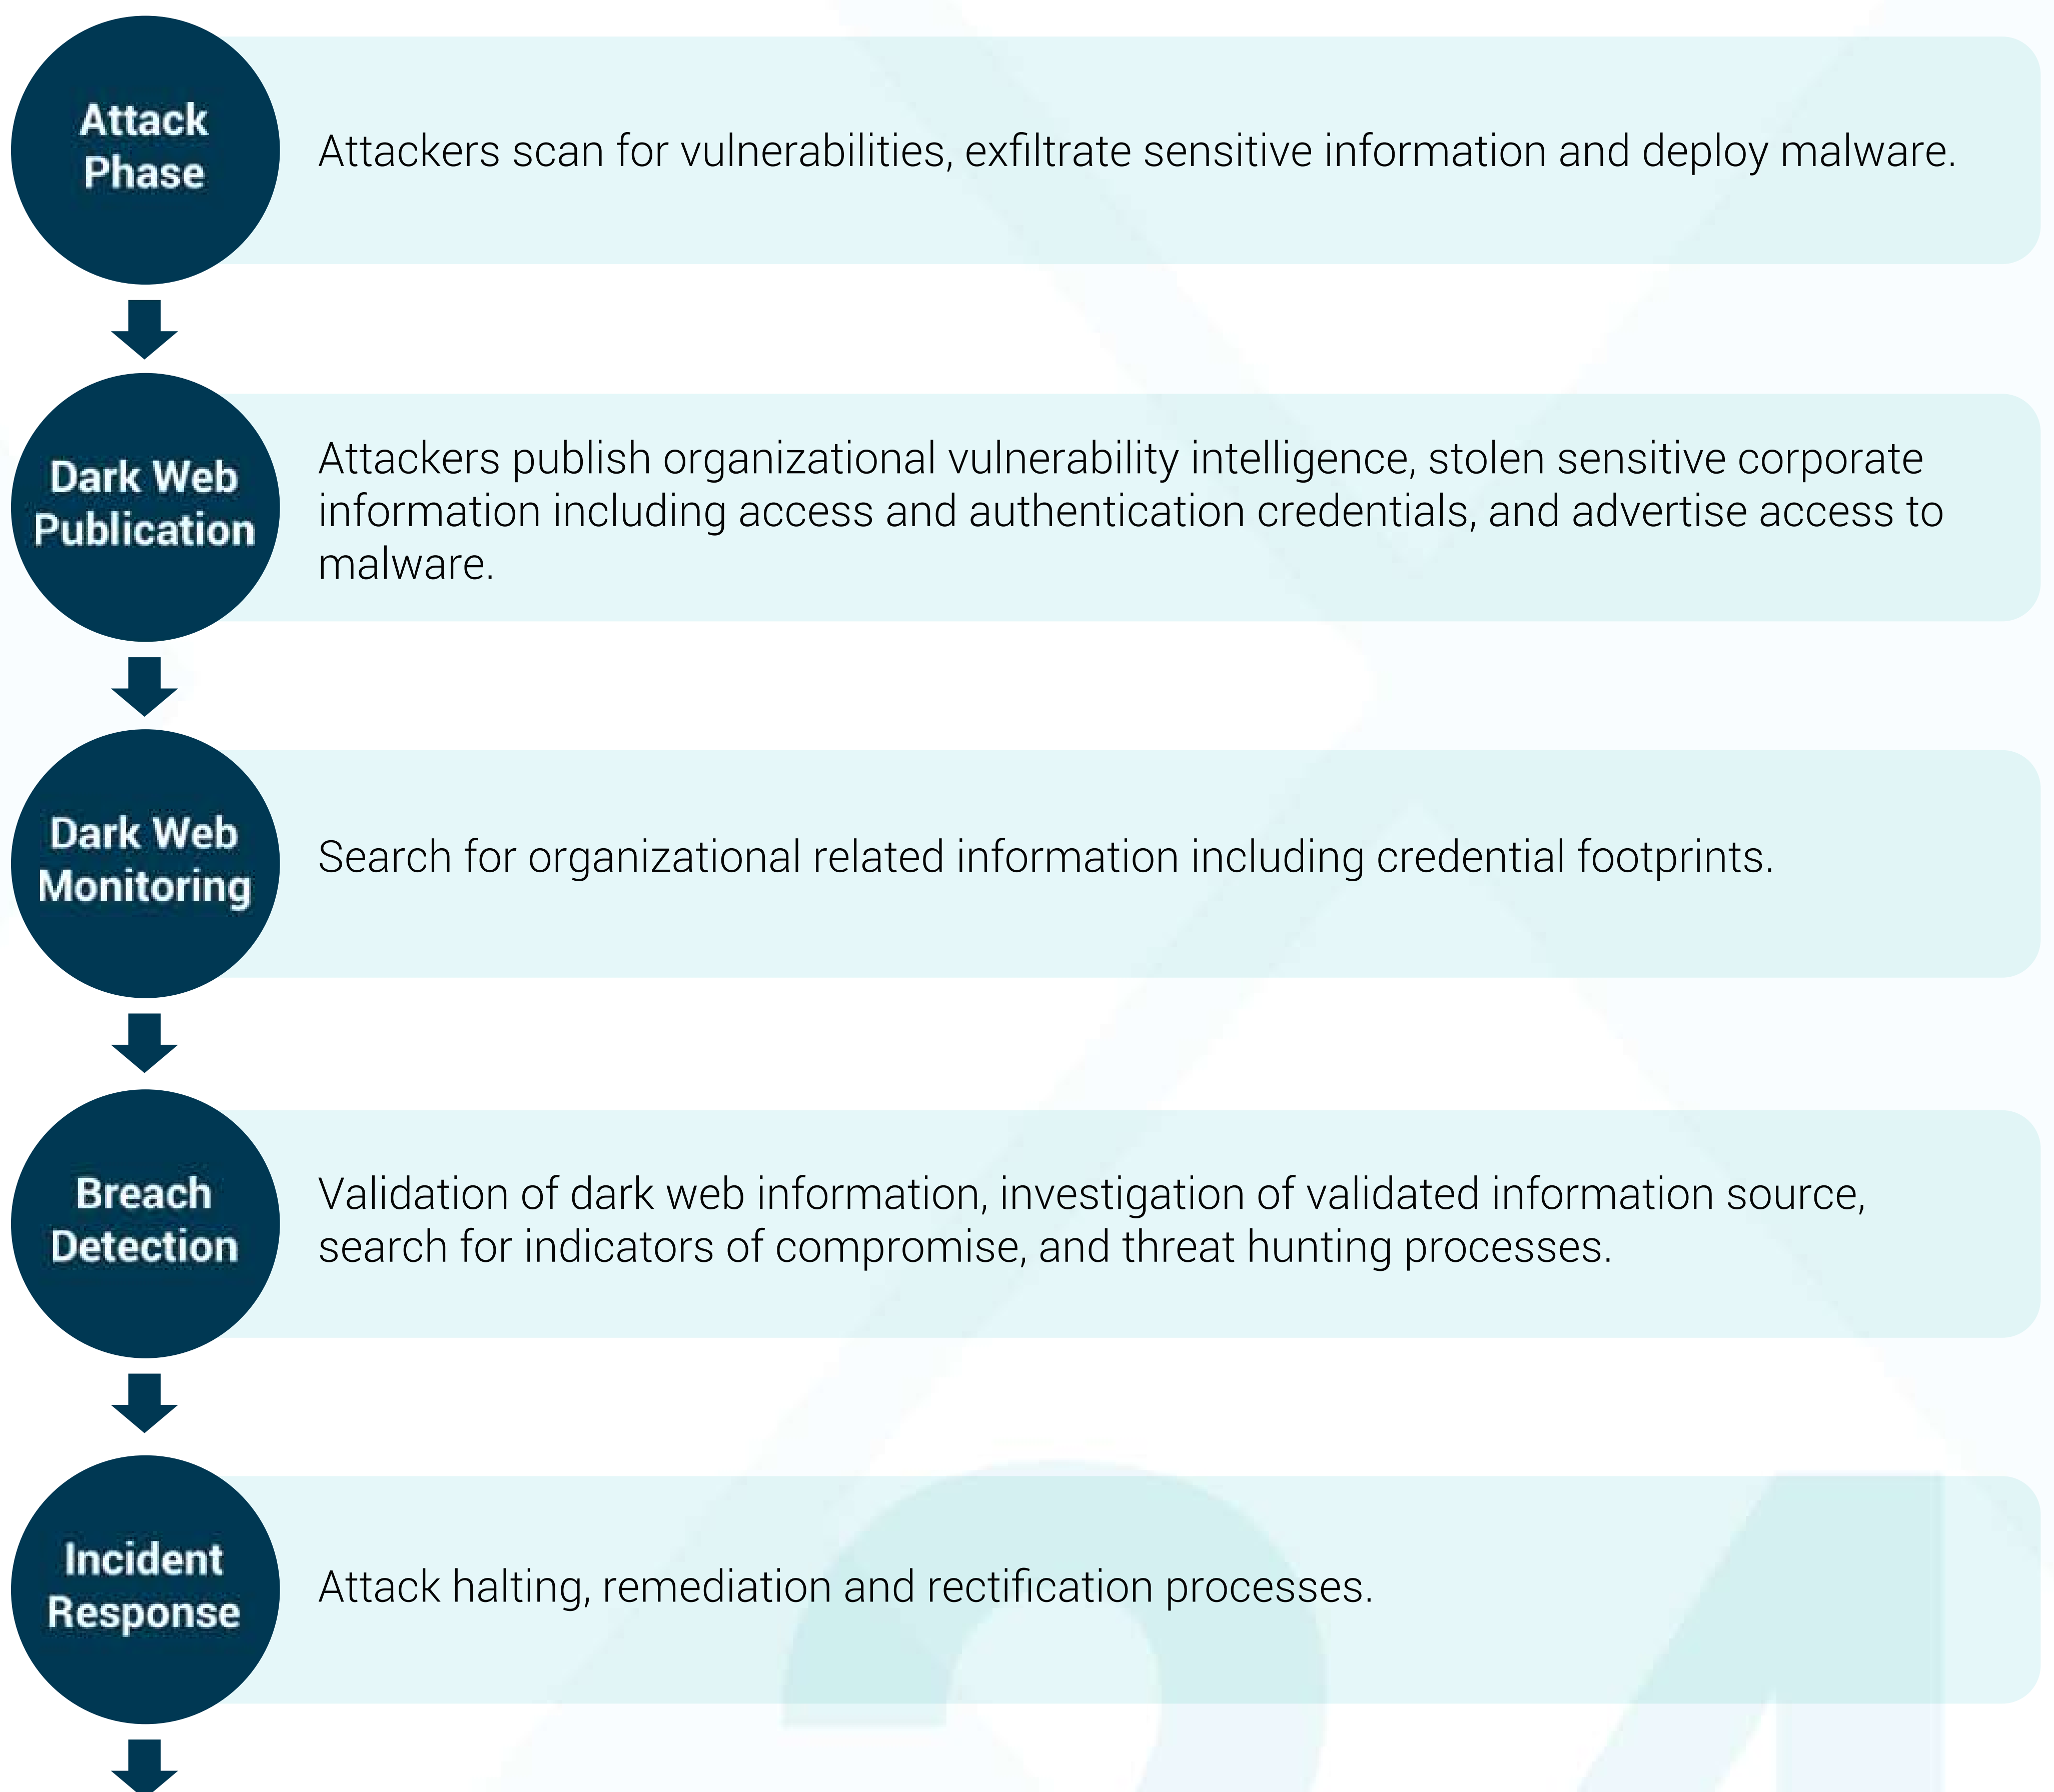 Attack
Phase
Attackers scan for vulnerabilities, exfiltrate sensitive information and deploy malware.
Dark Web
Publication
Attackers publish organizational vulnerability intelligence, stolen sensitive corporate
information including access and authentication credentials, and advertise access to
malware.
Dark Web
Monitoring
Search for organizational related information including credential footprints.
Breach
Detection
Validation of dark web information, investigation of validated information source,
search for indicators of compromise, and threat hunting processes.
Incident
Response
Attack halting, remediation and rectification processes.